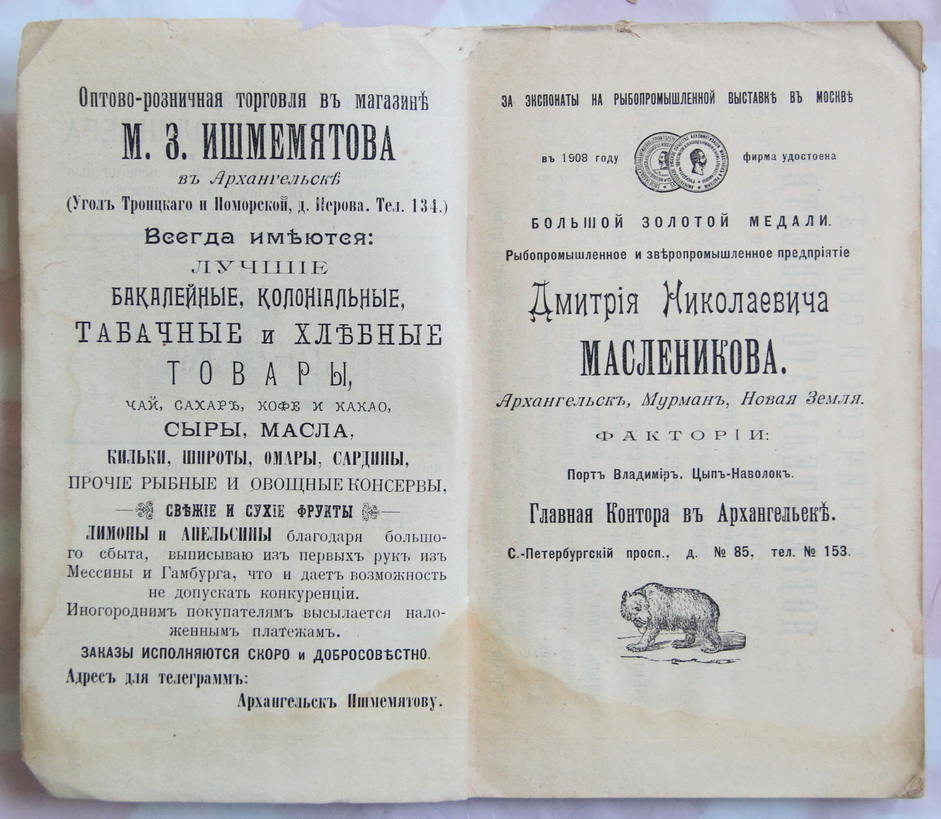 Оптово-розничная торговля въ магазинѣ
М. З. ИШМЕМЯТОВА
въ Архангельскѣ
(Уголъ Троицкаго и Поморской, д. Перова. Тел. 134.)
Всегда имѣются:
ЛУЧШІЕ
БАКАЛЕЙНЫЕ, КОЛОНІАЛЬНЫЕ,
ТАБАЧНЫЕ и ХЛѢБНЫЕ
ТОВАРЫ,
ЧАЙ, САХАРЪ, КОФЕ И КАКАО,
СЫРЫ, МАСЛА,
КИЛЬКИ, ШПРОТЫ, ОМАРЫ, САРДИНЫ,
ПРОЧІЕ РЫБНЫЕ И ОВОЩНЫЕ КОНСЕРВЫ,
СВѢЖІЕ И СУХІЕ ФРУКТЫ
ЛИМОНЫ и АПЕЛЬСИНЫ благодаря большо-
го сбыта, выписываю изъ первыхъ рукъ изъ
Мессины и Гамбурга, что и даетъ возможность
не допускать конкуренціи.
Иногороднимъ покупателямъ высылается нало-
женнымъ платежамъ.
ЗАКАЗЫ ИСПОЛНЯЮТСЯ СКОРО и ДОБРОСОВѢСТНО.
Адресъ для телеграммъ:
Архангельскъ Ишмемятову.
ЗА ЭКСПОНАТЫ НА РЫБОПРОМЫШЛЕННОЙ ВЫСТАВКѢ ВЪ МОСКВѢ
въ 1908 году фирма удостоена
БОЛЬШОЙ ЗОЛОТОЙ МЕДАЛИ.
Рыбопромышленное и звѣропромышленное предпріятіе
Дмитрія Николаевича
МАСЛЕНИКОВА.
Архангельскъ, Мурманъ, Новая Земля.
ФАКТОРІИ:
Портъ Владиміръ. Цыпъ-Наволокъ.
Главная Контора въ Архангельскѣ.
С.-Петербургскій просп., д. № 85, тел. № 153.